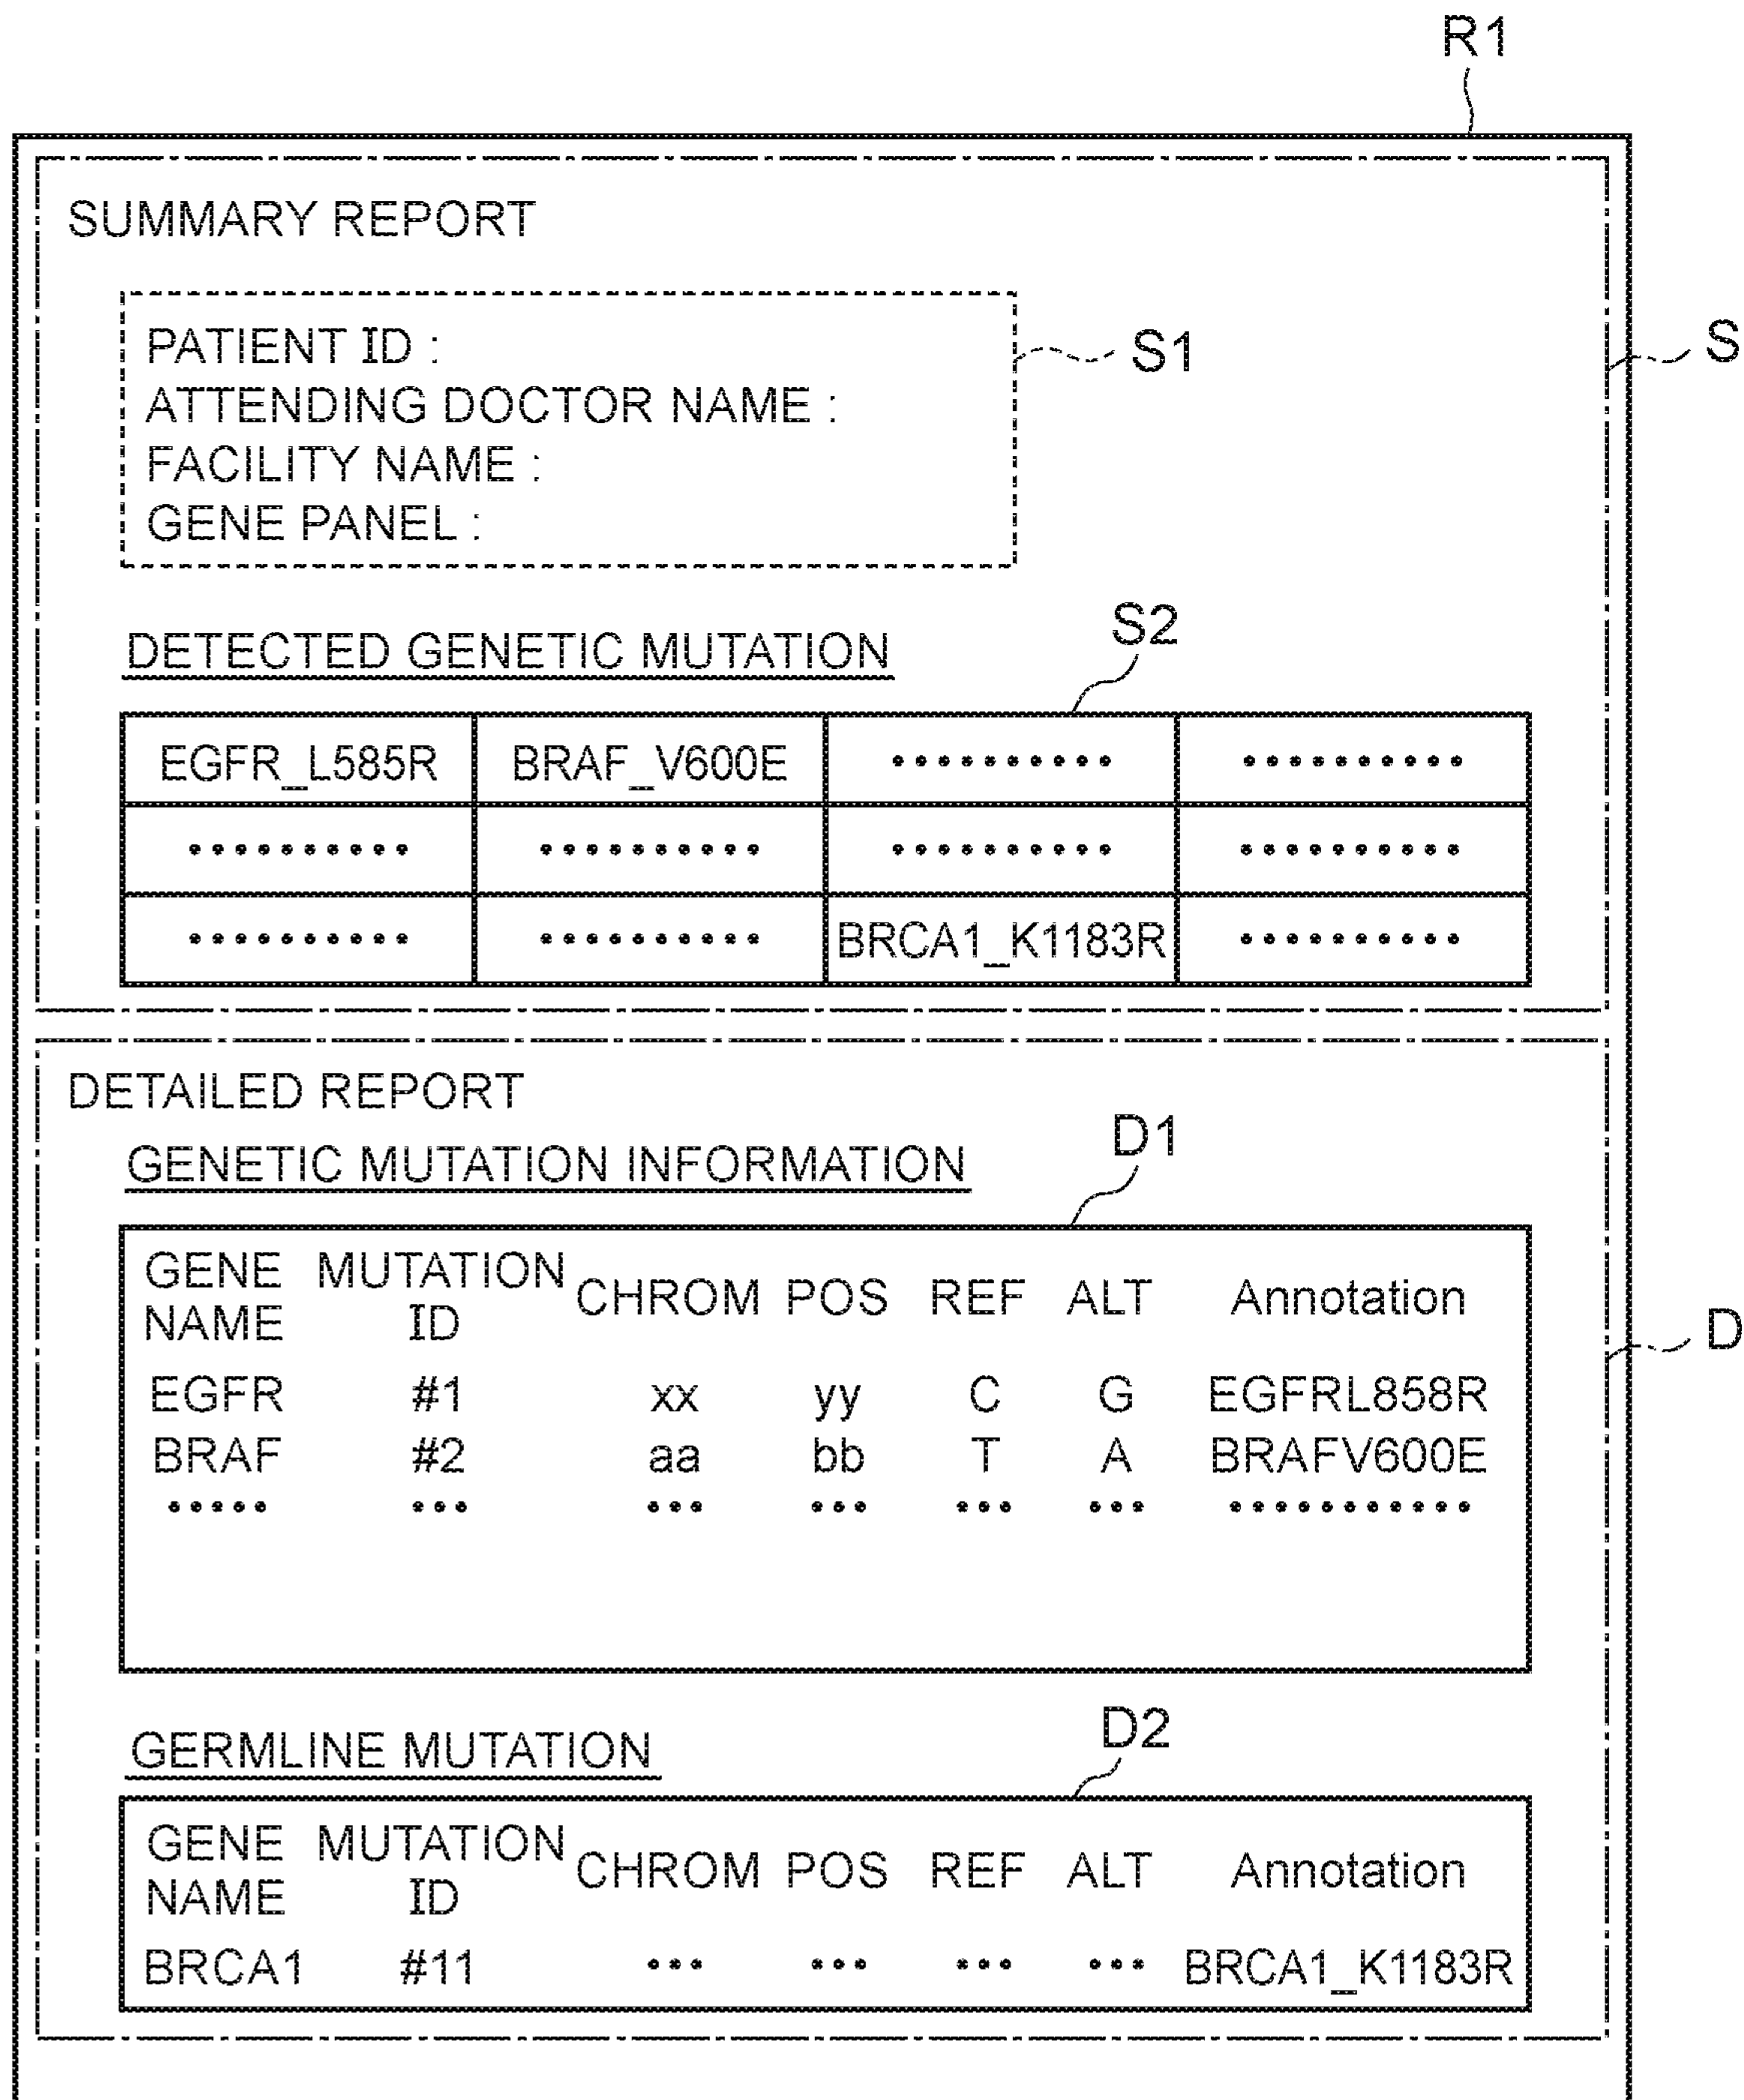 R1
SUMMARY REPORT
S
PATIENT ID :
S1
ATTENDING DOCTOR NAME :
FACILITY NAME :
GENE PANEL :
S2
DETECTED GENETIC MUTATION
EGFR_L585R BRAF_V600E •••••••••• ••••••••••
•••••••••• •••••••••• •••••••••• ••••••••••
•••••••••• •••••••••• BRCA1_K1183R ••••••••••
DETAILED REPORT
D1
GENETIC MUTATION INFORMATION
GENE NAME MUTATION ID CHROM POS REF ALT Annotation
D
EGFR #1 xx yy C G EGFRL858R
BRAF #2 aa bb T A BRAFV600E
••••• ••• ••• ••• ••• ••• •••••••••••
D2
GERMLINE MUTATION
GENE NAME MUTATION ID CHROM POS REF ALT Annotation
BRCA1 #11 ••• ••• ••• ••• BRCA1_K1183R